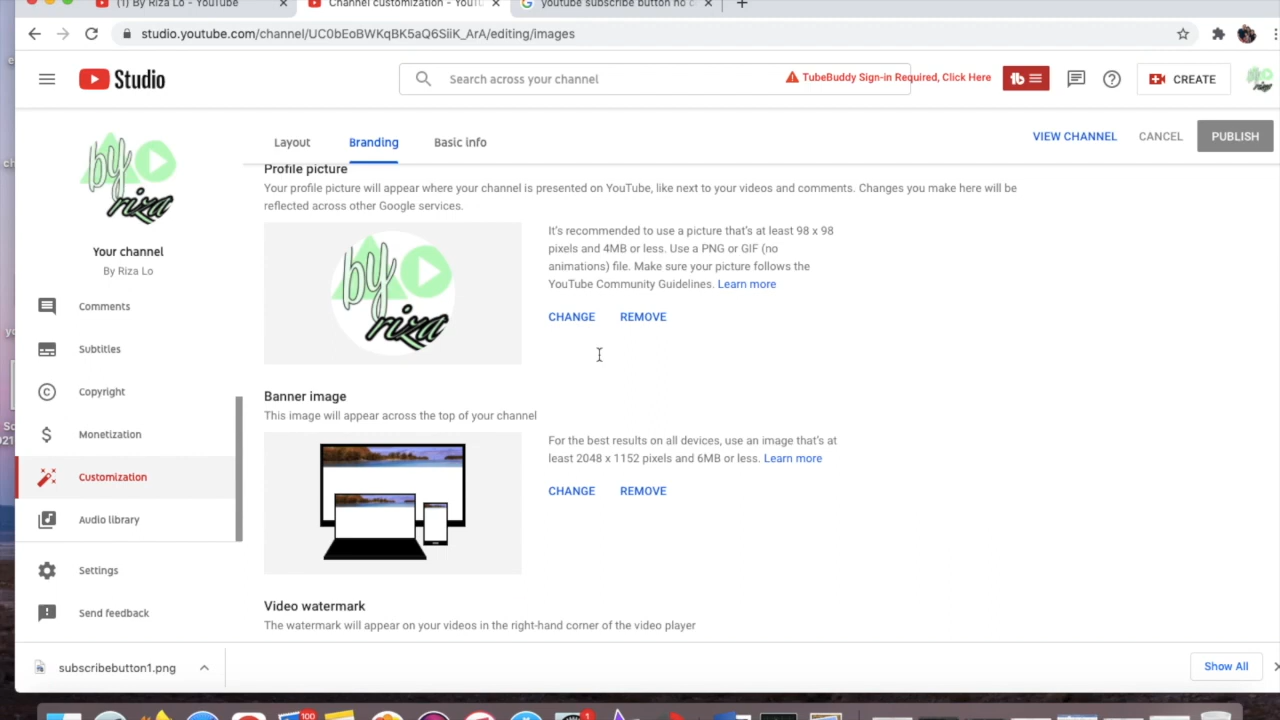 (1) By Riza Lo - YouTube
Channel customization - YouTu
youtube subscribe button no c
studio.youtube.com/channel/UC0bEoBWKqBK5aQ6SiiK_ArA/editing/images
Studio
Search across your channel
TubeBuddy Sign-in Required, Click Here
tb
CREATE
by
riza
Your channel
By Riza Lo
Comments
Subtitles
Copyright
Monetization
Customization
Audio library
Settings
Send feedback
Layout
Branding
Basic info
VIEW CHANNEL
CANCEL
PUBLISH
Profile picture
Your profile picture will appear where your channel is presented on YouTube, like next to your videos and comments. Changes you make here will be
reflected across other Google services.
by
riza
It's recommended to use a picture that's at least 98 x 98
pixels and 4MB or less. Use a PNG or GIF (no
animations) file. Make sure your picture follows the
YouTube Community Guidelines. Learn more
CHANGE
REMOVE
Banner image
This image will appear across the top of your channel
For the best results on all devices, use an image that's at
least 2048 x 1152 pixels and 6MB or less. Learn more
CHANGE
REMOVE
Video watermark
The watermark will appear on your videos in the right-hand corner of the video player
subscribebutton1.png
Show All
100
1